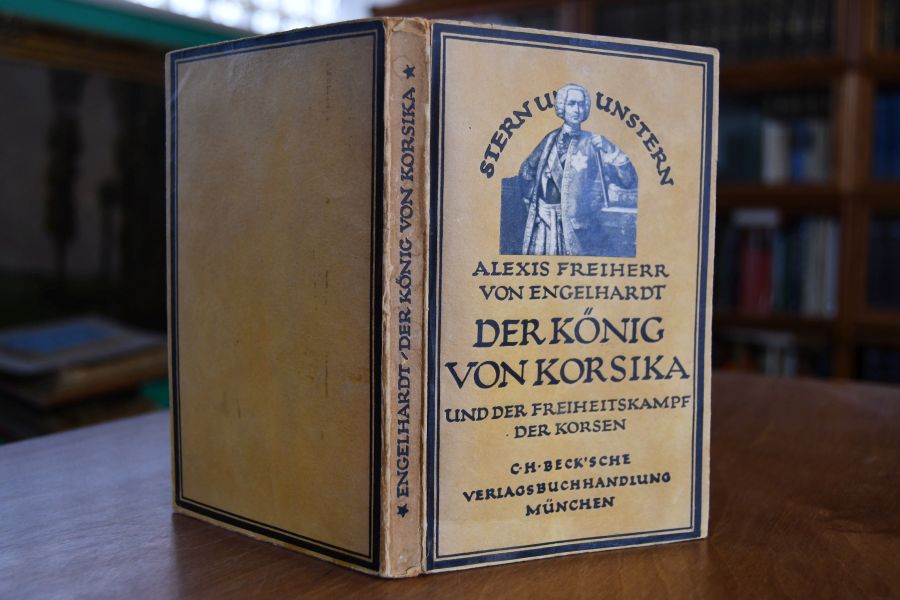 ★ ENGELHARDT / DER KÖNIG VON KORSIKA ★
STERN U UNSTERN
ALEXIS FREIHERR
VON ENGELHARDT
DER KÖNIG
VON KORSIKA
UND DER FREIHEITSKAMPF
DER KORSEN
C·H·BECK'SCHE
VERLAGSBUCHHANDLUNG
MÜNCHEN